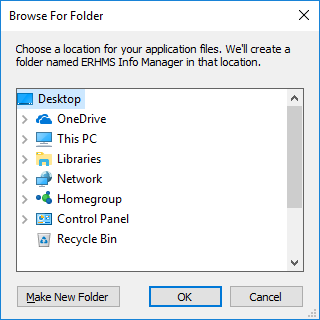 Browse For Folder
Choose a location for your application files. We'll create a
folder named ERHMS Info Manager in that location.
Desktop
OneDrive
This PC
Libraries
Network
Homegroup
Control Panel
Recycle Bin
Make New Folder
OK
Cancel